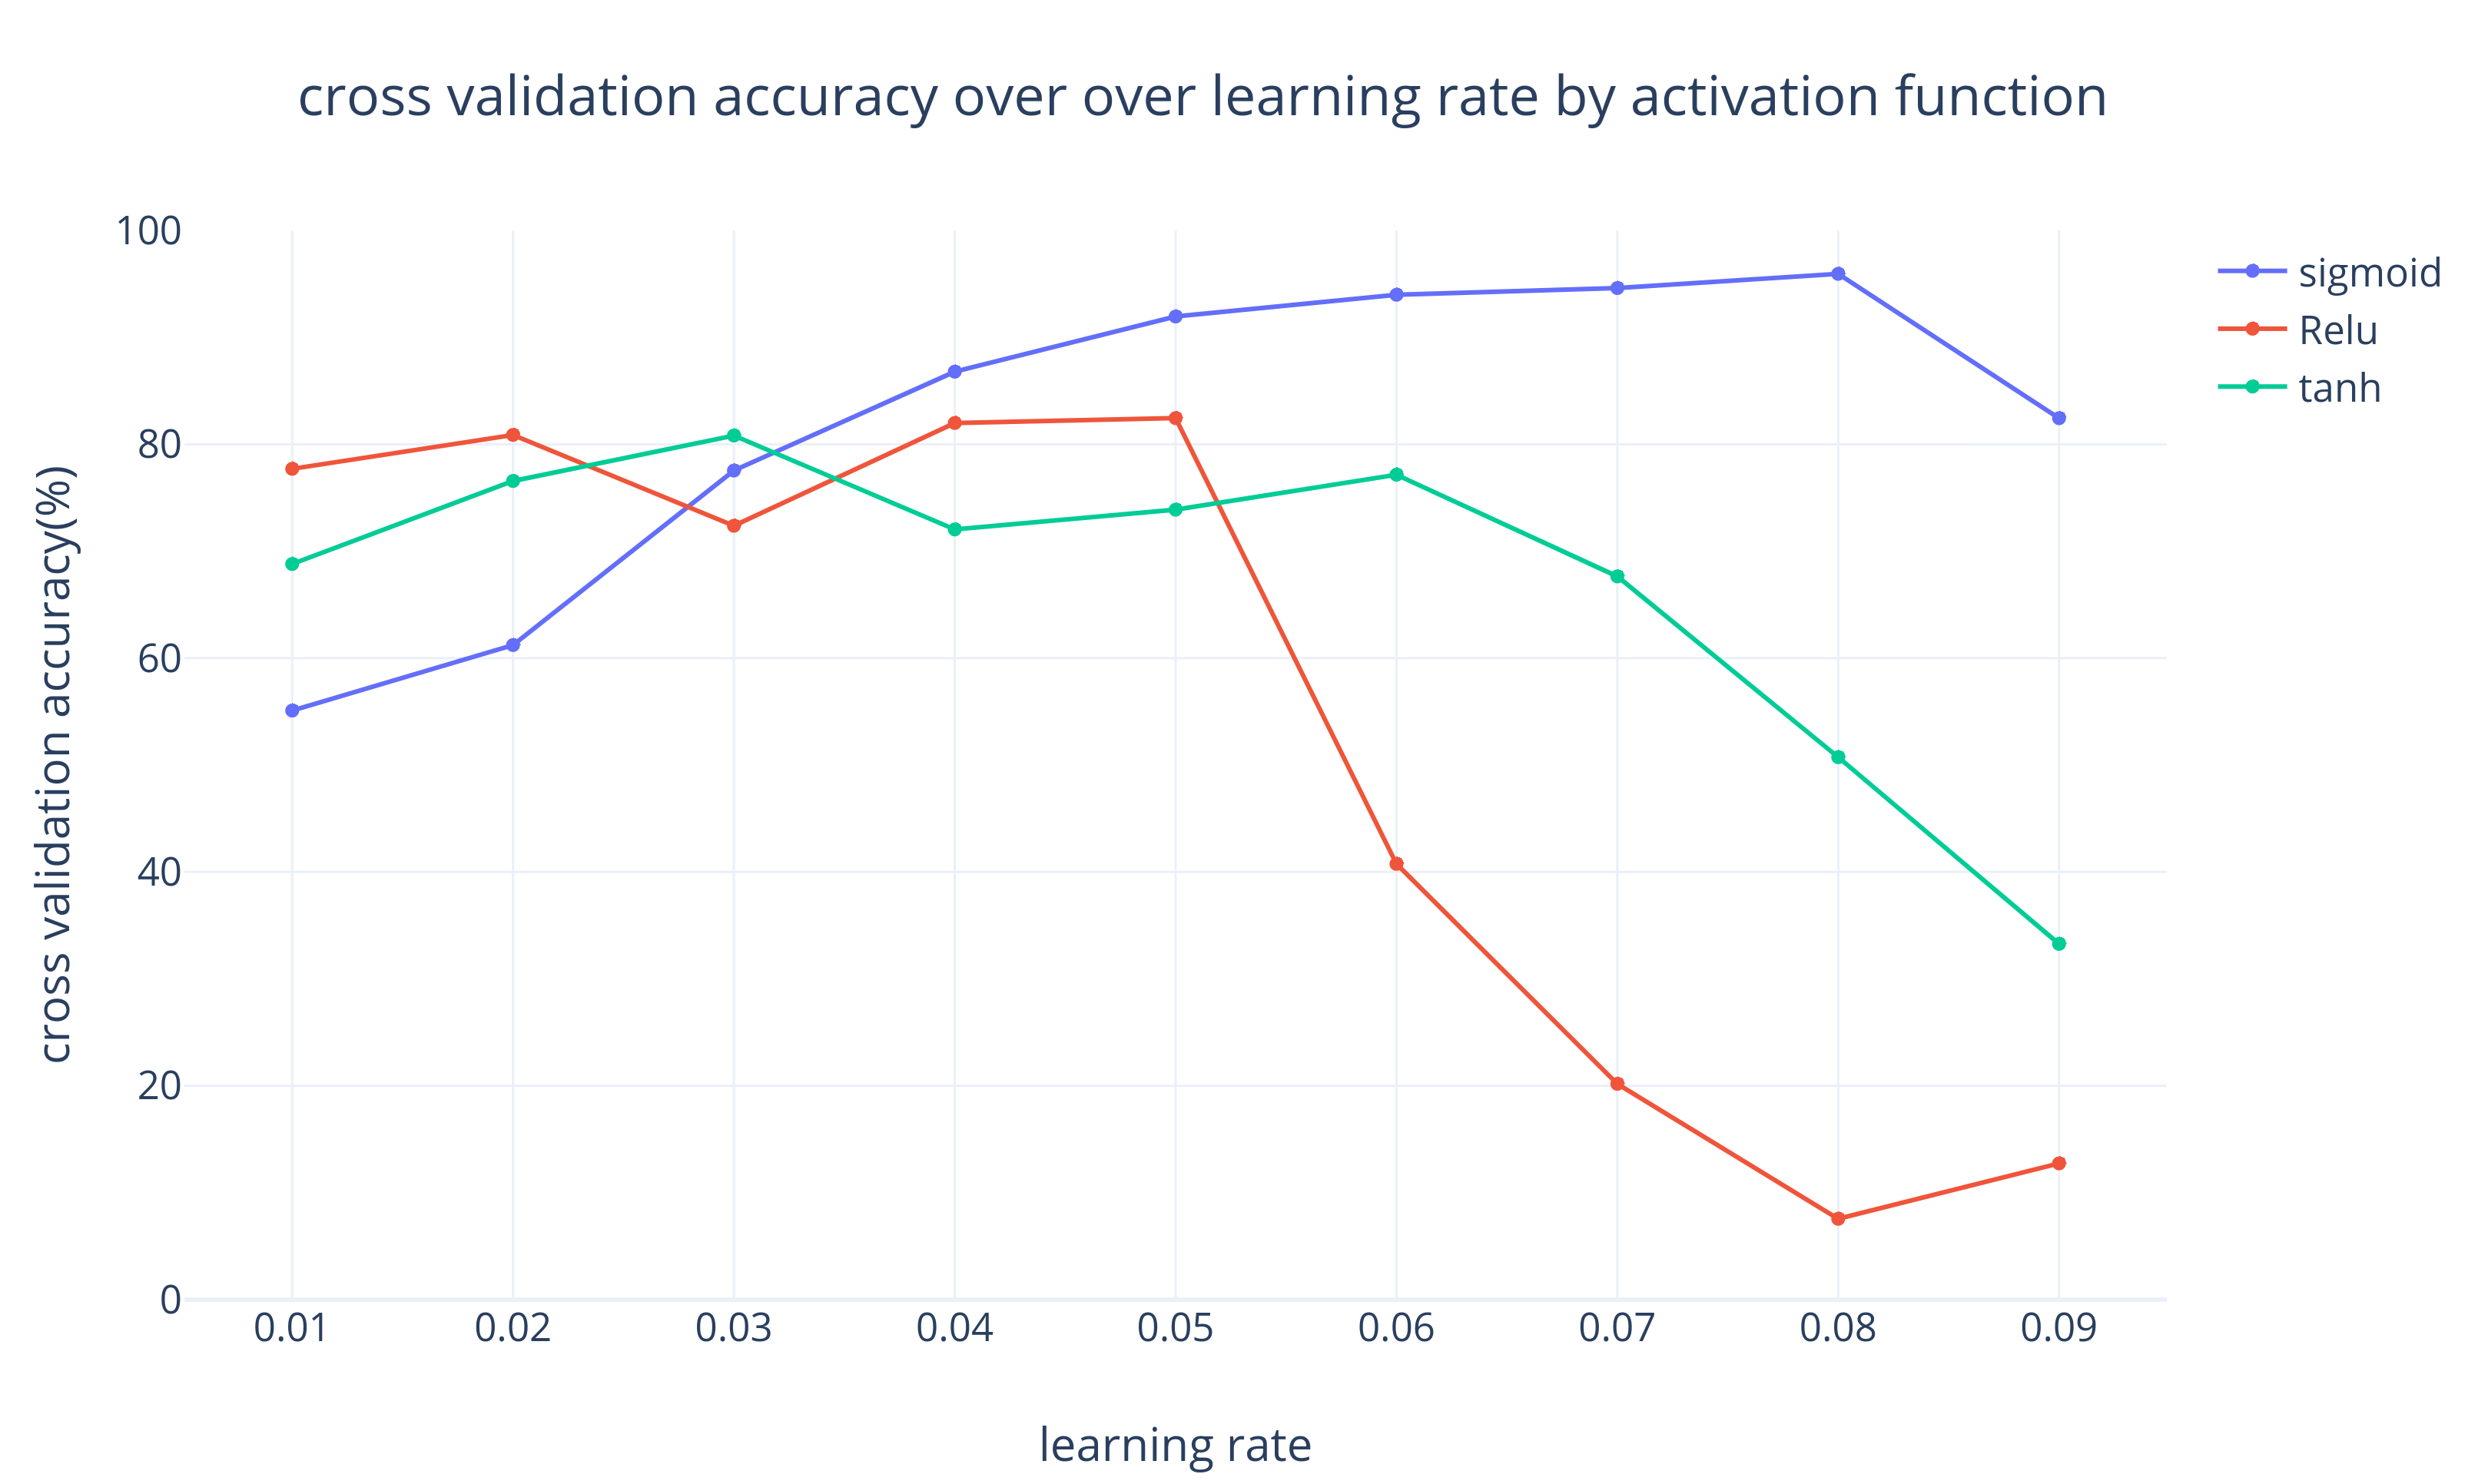 cross validation accuracy over over learning rate by activation function
100
80
60
40
20
0
cross validation accuracy(%)
0.01 0.02 0.03 0.04 0.05 0.06 0.07 0.08 0.09
learning rate
sigmoid
Relu
tanh